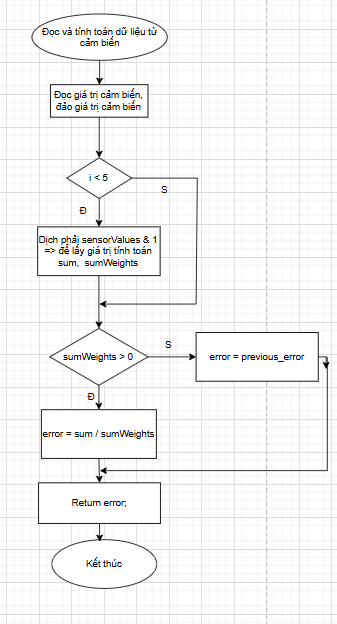 Đọc và tính toán dữ liệu từ
cảm biến
Đọc giá trị cảm biến,
đảo giá trị cảm biến
i < 5
S
Đ
Dịch phải sensorValues & 1
=> để lấy giá trị tính toán
sum, sumWeights
sumWeights > 0
S
error = previous_error
Đ
error = sum / sumWeights
Return error;
Kết thúc